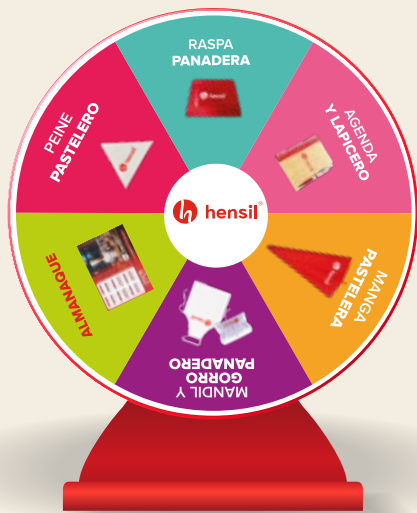 RASPA
PANADERA
AGENDA
Y LAPICERO
MANGA
PASTELERA
MANDIL Y
GORRO
PANADERO
ALMANAQUE
PEINE
PASTELERO
hensil®